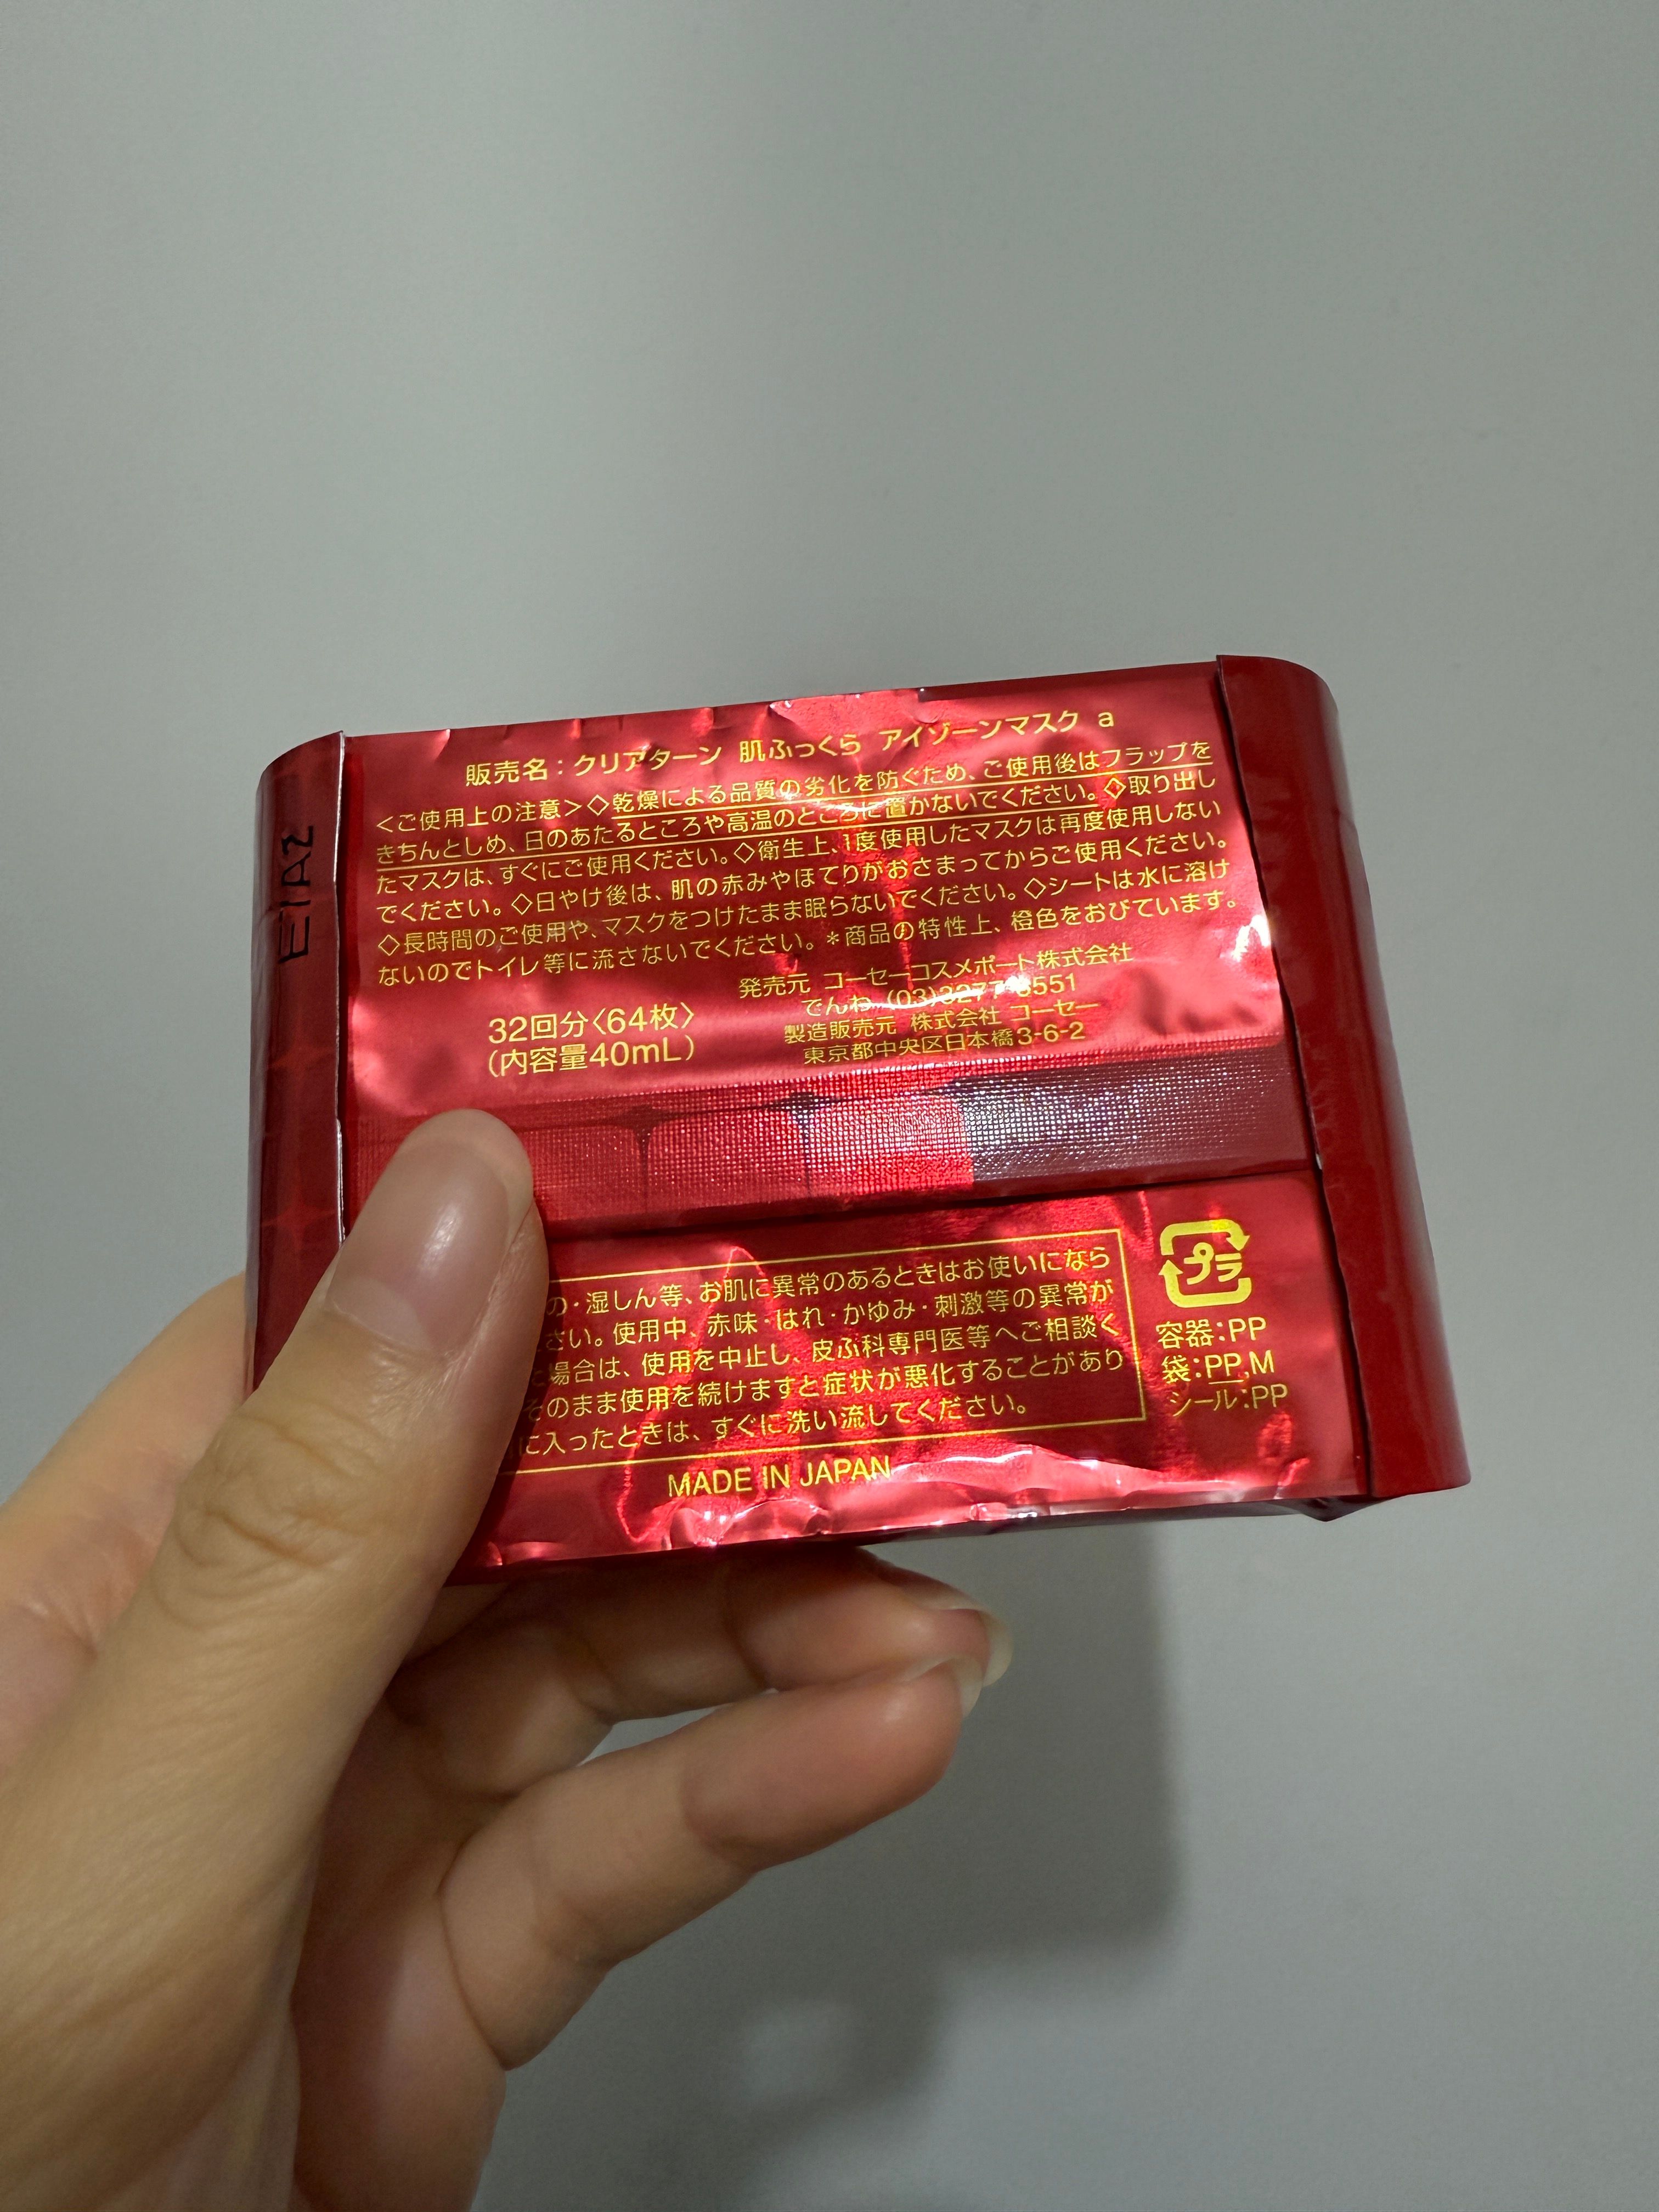 販売名：クリアターン 肌ふっくら アイゾーンマスク a
＜ご使用上の注意＞◇乾燥による品質の劣化を防ぐため、ご使用後はフラップを
きちんとしめ、日のあたるところや高温のところに置かないでください。◇取り出し
たマスクは、すぐにご使用ください。◇衛生上、1度使用したマスクは再度使用しない
でください。◇日やけ後は、肌の赤みやほてりがおさまってからご使用ください。
◇長時間のご使用や、マスクをつけたまま眠らないでください。◇シートは水に溶け
ないのでトイレ等に流さないでください。＊商品の特性上、橙色をおびています。
32回分〈64枚〉
(内容量40mL)
発売元 コーセーコスメポート株式会社
でんわ (03)3277-8551
製造販売元 株式会社 コーセー
東京都中央区日本橋3-6-2
の・湿しん等、お肌に異常のあるときはお使いになら
さい。使用中、赤味・はれ・かゆみ・刺激等の異常が
場合は、使用を中止し、皮ふ科専門医等へご相談く
そのまま使用を続けますと症状が悪化することがあり
に入ったときは、すぐに洗い流してください。
MADE IN JAPAN
プラ
容器：PP
袋：PP,M
シール：PP